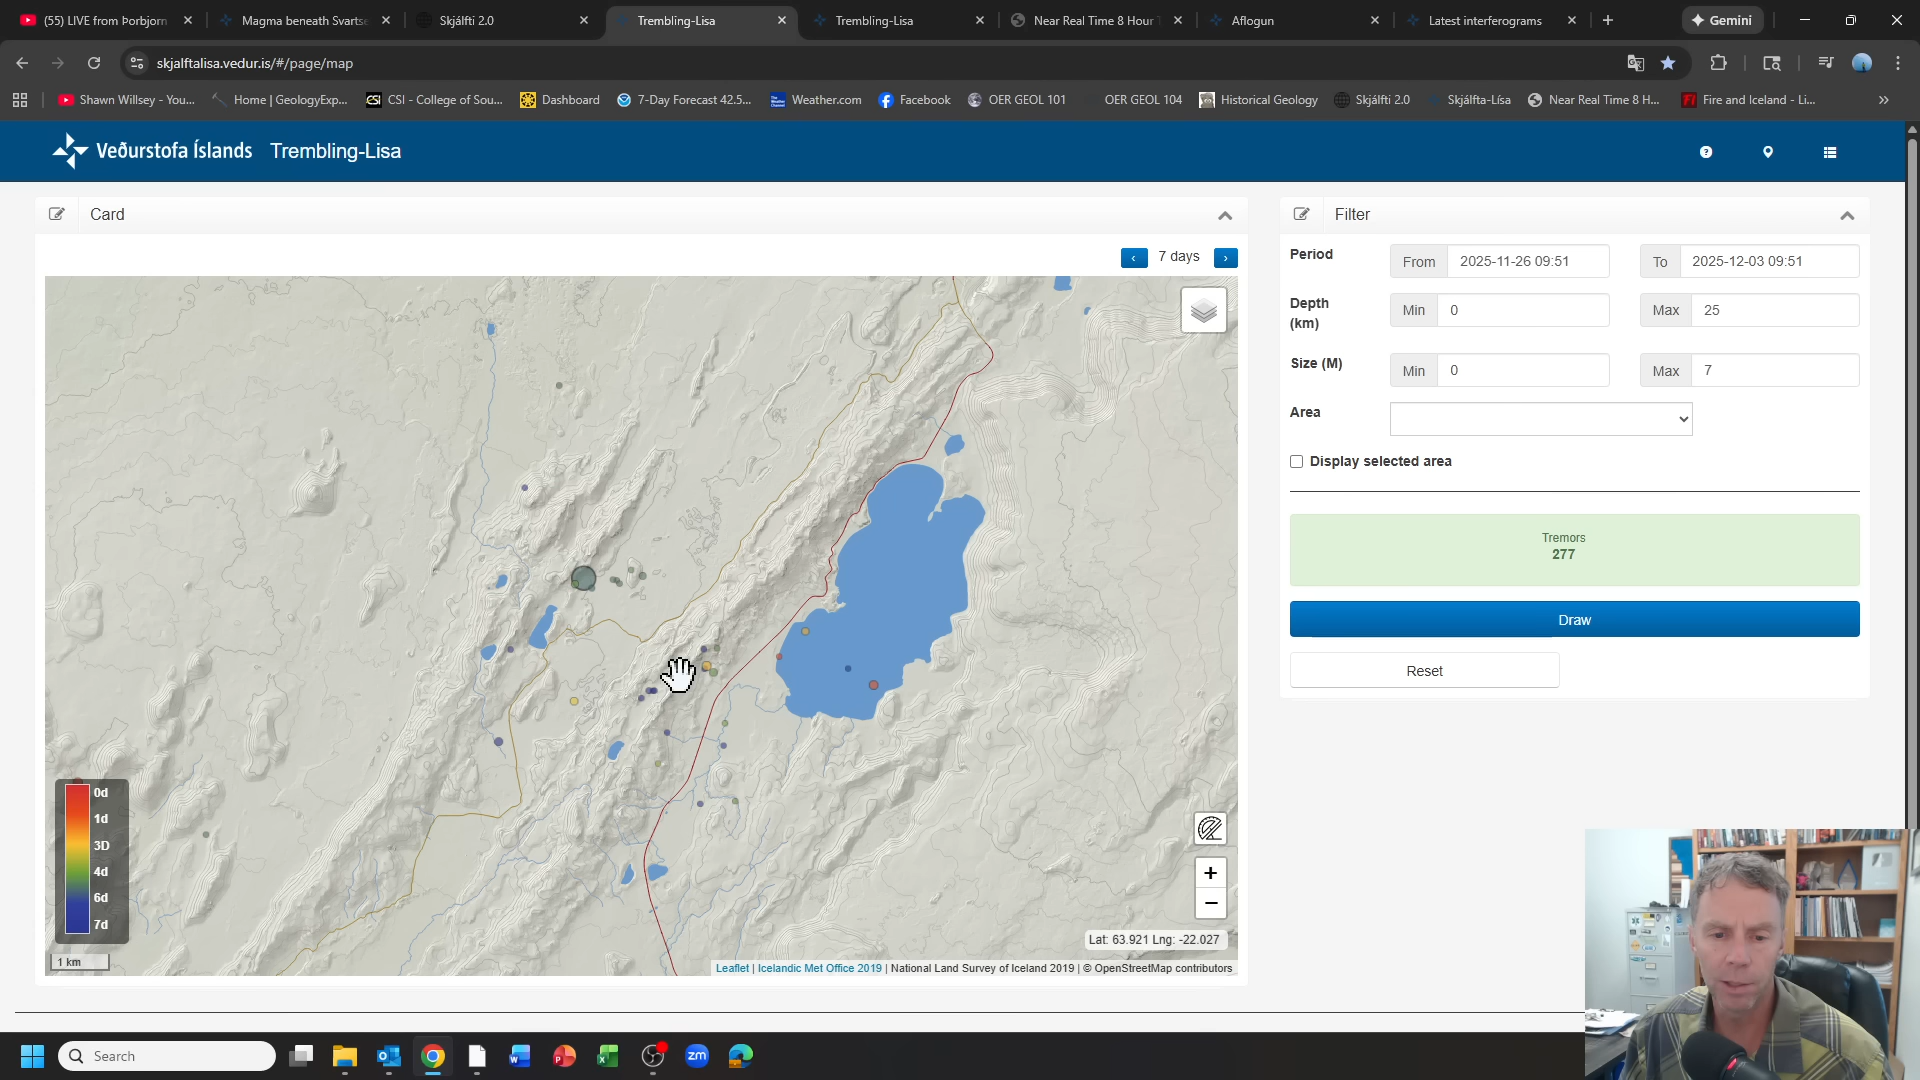 (55) LIVE from Þorbjorn
Magma beneath Svartse
Skjálfti 2.0
Trembling-Lisa
Trembling-Lisa
Near Real Time 8 Hour
Aflogun
Latest interferograms
Gemini
skjalftalisa.vedur.is/#/page/map
Shawn Willsey - You...
Home | GeologyExp...
CSI - College of Sou...
Dashboard
7-Day Forecast 42.5...
Weather.com
Facebook
OER GEOL 101
OER GEOL 104
Historical Geology
Skjálfti 2.0
Skjálfta-Lísa
Near Real Time 8 H...
Fire and Iceland - Li...
Veðurstofa Íslands
Trembling-Lisa
Card
7 days
0d
1d
3D
4d
6d
7d
1 km
+
−
Lat: 63.921 Lng: -22.027
Leaflet | Icelandic Met Office 2019 | National Land Survey of Iceland 2019 | © OpenStreetMap contributors
Filter
Period
From
2025-11-26 09:51
To
2025-12-03 09:51
Depth
(km)
Min
0
Max
25
Size (M)
Min
0
Max
7
Area
Display selected area
Tremors
277
Draw
Reset
Search